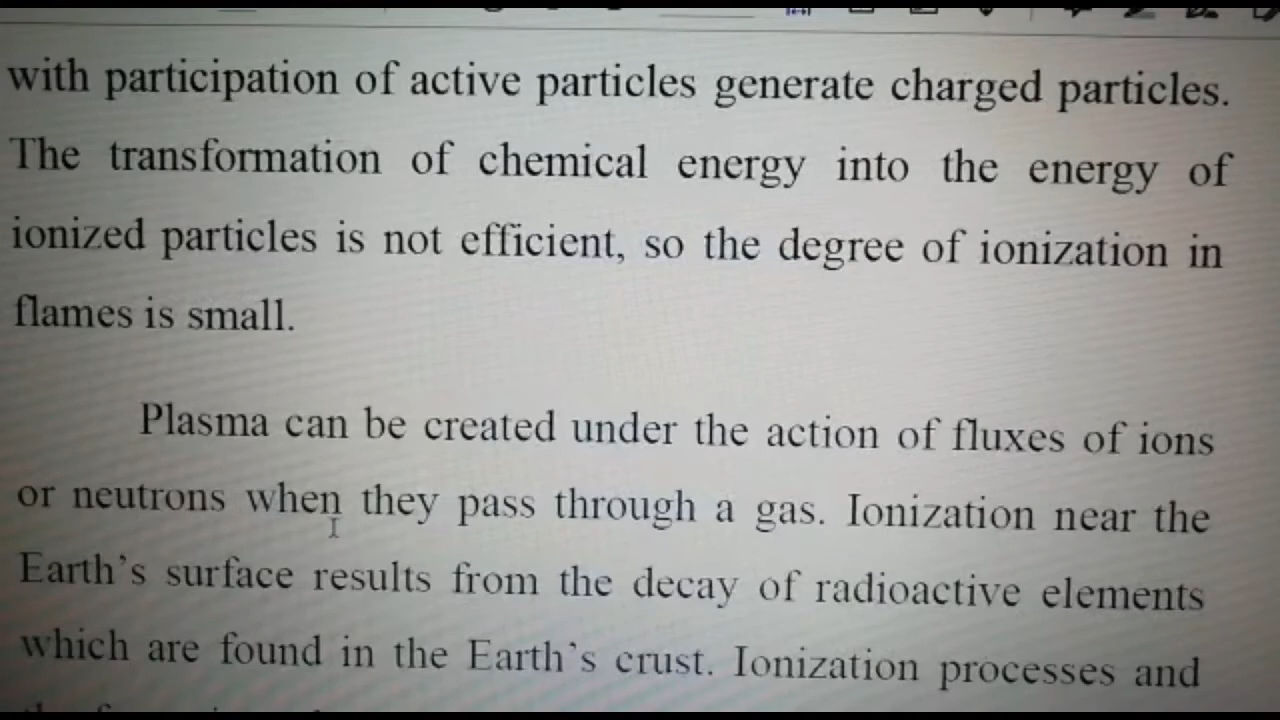 with participation of active particles generate charged particles.
The transformation of chemical energy into the energy of
ionized particles is not efficient, so the degree of ionization in
flames is small.
Plasma can be created under the action of fluxes of ions
or neutrons when they pass through a gas. Ionization near the
Earth's surface results from the decay of radioactive elements
which are found in the Earth's crust. Ionization processes and